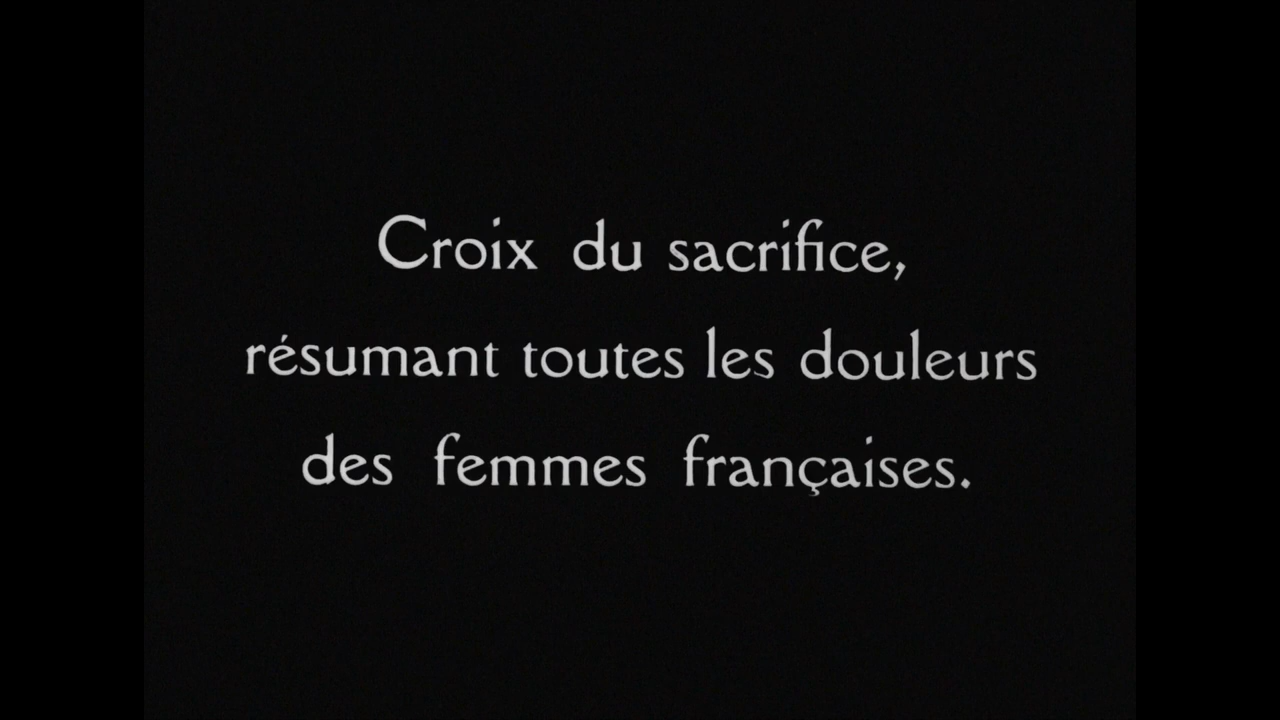 Croix du sacrifice,
résumant toutes les douleurs
des femmes françaises.